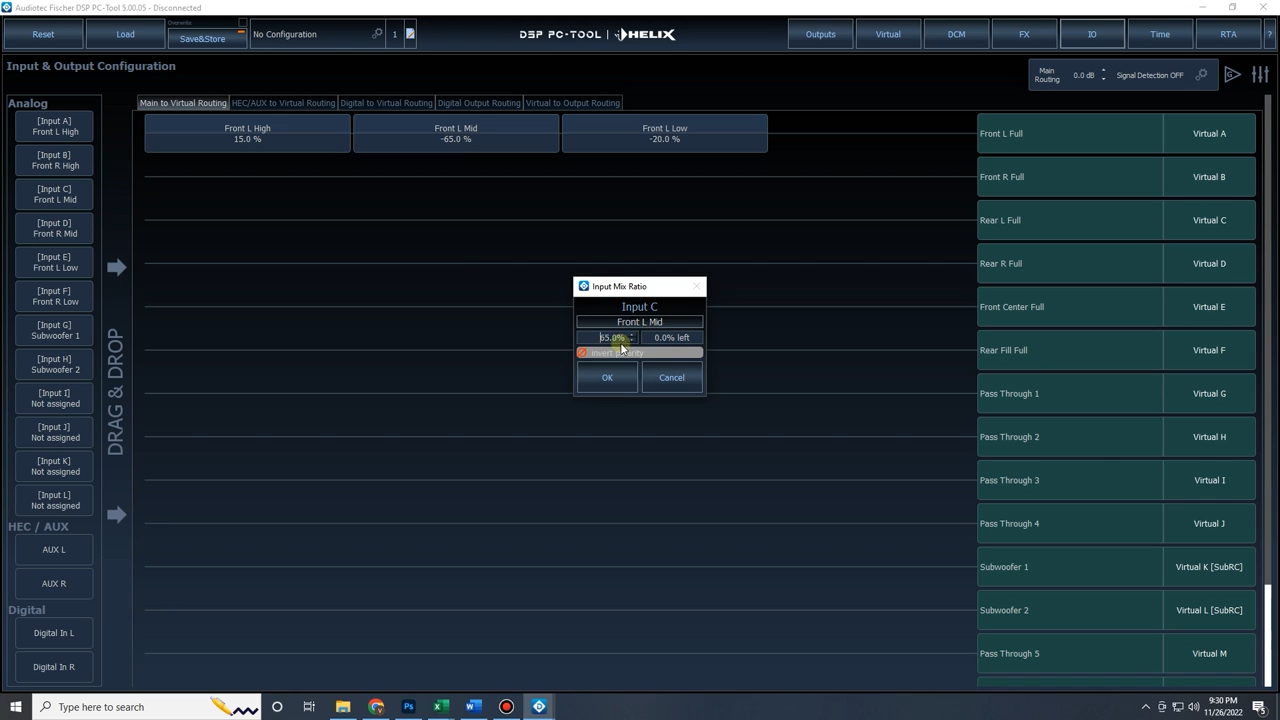 Audiotec Fischer DSP PC-Tool 5.00.05 - Disconnected
Reset
Load
Overwrite
Save&Store
No Configuration
1
DSP PC-TOOL | HELIX
Outputs
Virtual
DCM
FX
IO
Time
RTA
?
Input & Output Configuration
Main
Routing
0.0 dB
Signal Detection OFF
G
Analog
Main to Virtual Routing
HEC/AUX to Virtual Routing
Digital to Virtual Routing
Digital Output Routing
Virtual to Output Routing
[Input A]
Front L High
[Input B]
Front R High
[Input C]
Front L Mid
[Input D]
Front R Mid
[Input E]
Front L Low
[Input F]
Front R Low
[Input G]
Subwoofer 1
[Input H]
Subwoofer 2
[Input I]
Not assigned
[Input J]
Not assigned
[Input K]
Not assigned
[Input L]
Not assigned
HEC / AUX
AUX L
AUX R
Digital
Digital In L
Digital In R
DRAG & DROP
Front L High
15.0 %
Front L Mid
-65.0 %
Front L Low
-20.0 %
Input Mix Ratio
Input C
Front L Mid
65.0%
0.0% left
invert polarity
OK
Cancel
Front L Full
Virtual A
Front R Full
Virtual B
Rear L Full
Virtual C
Rear R Full
Virtual D
Front Center Full
Virtual E
Rear Fill Full
Virtual F
Pass Through 1
Virtual G
Pass Through 2
Virtual H
Pass Through 3
Virtual I
Pass Through 4
Virtual J
Subwoofer 1
Virtual K [SubRC]
Subwoofer 2
Virtual L [SubRC]
Pass Through 5
Virtual M
Type here to search
9:30 PM
11/26/2022
5